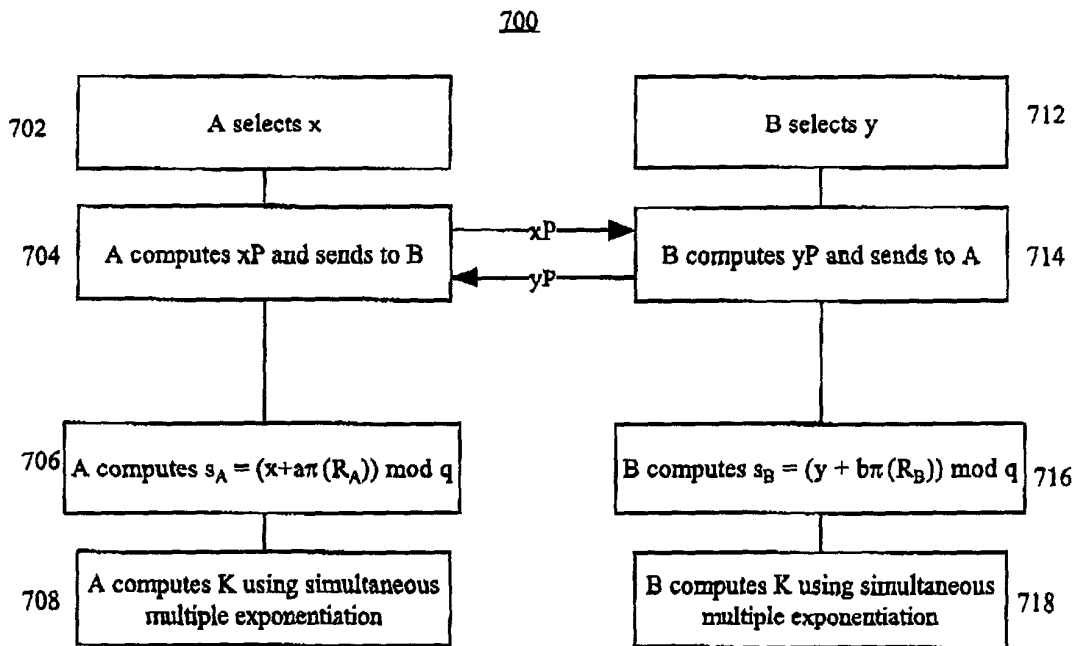 700
702
A selects x
B selects y
712
704
A computes xP and sends to B
xP
yP
B computes yP and sends to A
714
706
A computes s_A = (x+aπ(R_A)) mod q
B computes s_B = (y + bπ(R_B)) mod q
716
708
A computes K using simultaneous
multiple exponentiation
B computes K using simultaneous
multiple exponentiation
718